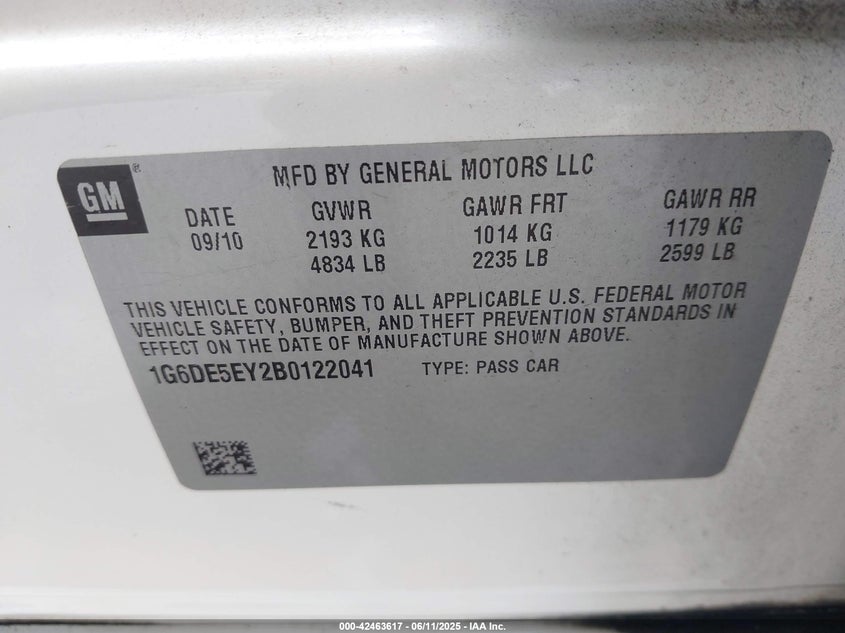 GM
MFD BY GENERAL MOTORS LLC
DATE GVWR GAWR FRT GAWR RR
09/10 2193 KG 1014 KG 1179 KG
4834 LB 2235 LB 2599 LB
THIS VEHICLE CONFORMS TO ALL APPLICABLE U.S. FEDERAL MOTOR
VEHICLE SAFETY, BUMPER, AND THEFT PREVENTION STANDARDS IN
EFFECT ON THE DATE OF MANUFACTURE SHOWN ABOVE.
1G6DE5EY2B0122041 TYPE: PASS CAR
000-42463617 - 06/11/2025 - IAA Inc.